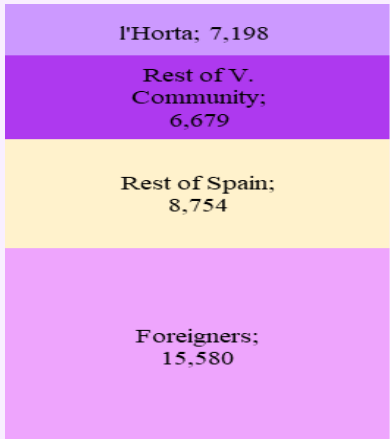 l'Horta; 7,198
Rest of V.
Community;
6,679
Rest of Spain;
8,754
Foreigners;
15,580